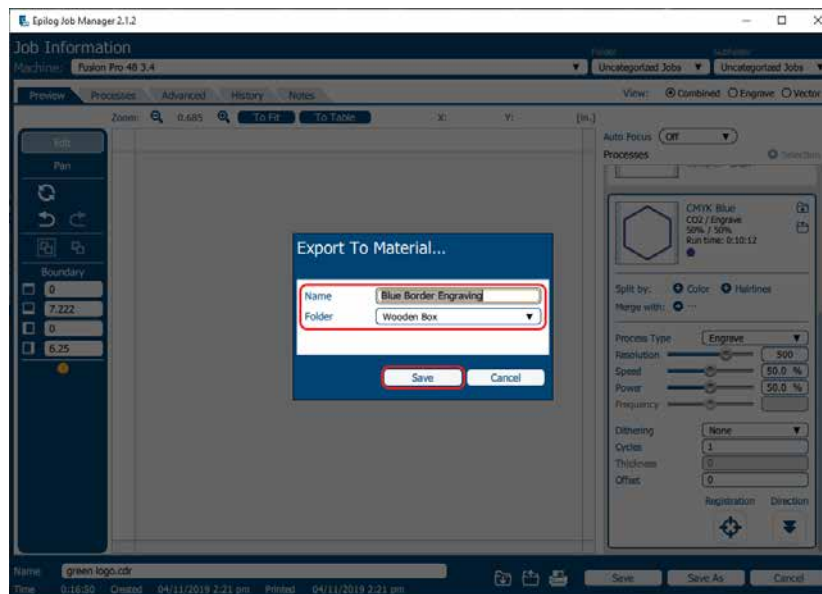 Epilog Job Manager 2.1.2
Job Information
Machine: Fusion Pro 48 3.4
Folder
Uncategorized Jobs
Subfolder
Uncategorized Jobs
Preview Processes Advanced History Notes
View: Combined Engrave Vector
Zoom: 0.685 To Fit To Table X: Y: (in.)
Edit
Pan
Boundary
0
7.222
0
6.25
Auto Focus Off
Processes Selection
CMYK Blue
CO2 / Engrave
50% / 50%
Run time: 0:10:12
Split by: Color Hairlines
Merge with: ...
Process Type Engrave
Resolution 500
Speed 50.0 %
Power 50.0 %
Frequency
Dithering None
Cycles 1
Thickness 0
Offset 0
Registration Direction
Export To Material...
Name Blue Border Engraving
Folder Wooden Box
Save Cancel
Name green logo.cdr
Time 0:16:50 Created 04/11/2019 2:21 pm Printed 04/11/2019 2:21 pm
Save Save As Cancel